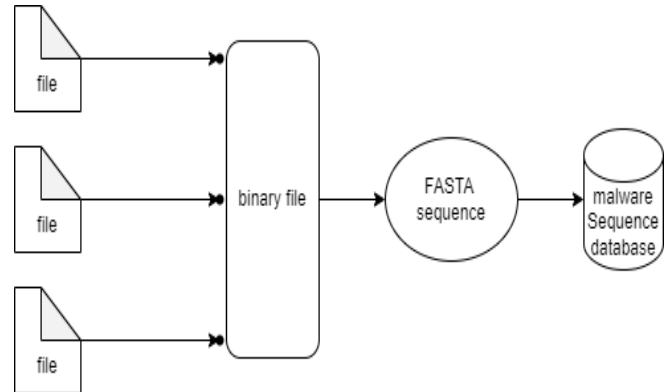 file
file
file
binary file
FASTA
sequence
malware
Sequence
database